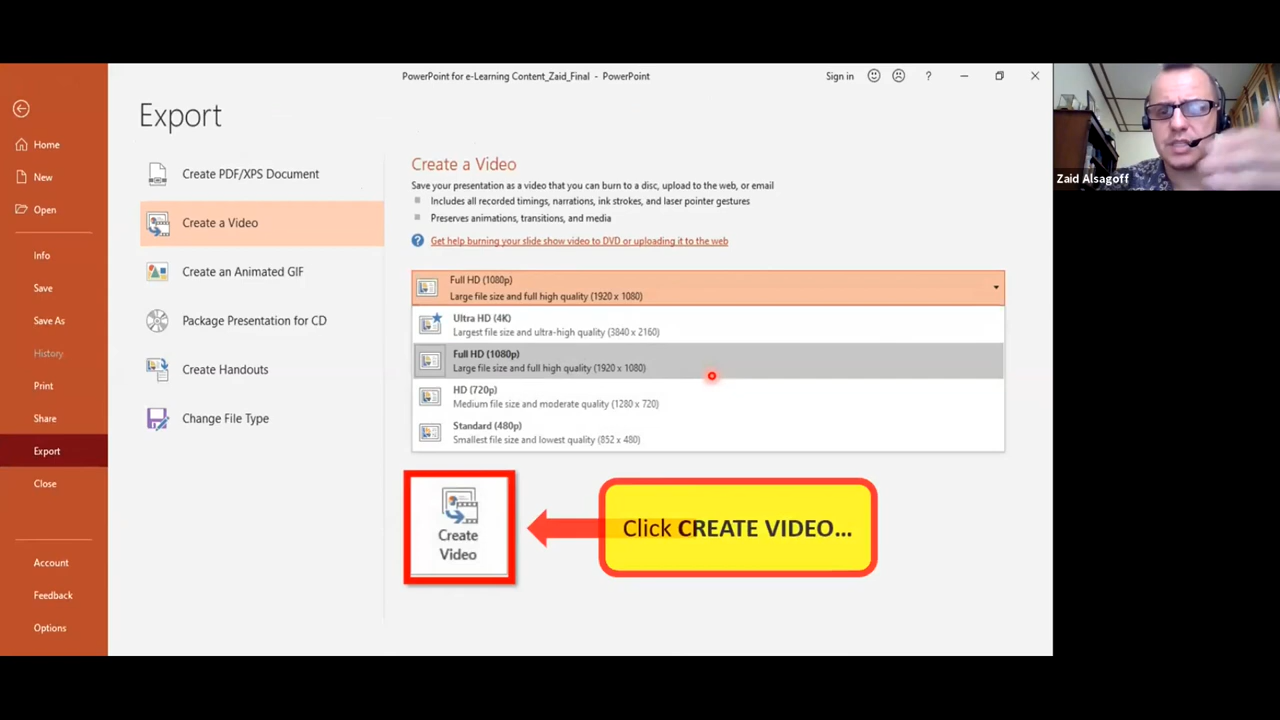 PowerPoint for e-Learning Content_Zaid_Final - PowerPoint
Sign in
?
Home
New
Open
Info
Save
Save As
History
Print
Share
Export
Close
Account
Feedback
Options
Export
Create PDF/XPS Document
Create a Video
Create an Animated GIF
Package Presentation for CD
Create Handouts
Change File Type
Create a Video
Save your presentation as a video that you can burn to a disc, upload to the web, or email
Includes all recorded timings, narrations, ink strokes, and laser pointer gestures
Preserves animations, transitions, and media
? Get help burning your slide show video to DVD or uploading it to the web
Full HD (1080p)
Large file size and full high quality (1920 x 1080)
Ultra HD (4K)
Largest file size and ultra-high quality (3840 x 2160)
Full HD (1080p)
Large file size and full high quality (1920 x 1080)
HD (720p)
Medium file size and moderate quality (1280 x 720)
Standard (480p)
Smallest file size and lowest quality (852 x 480)
Create
Video
Click CREATE VIDEO...
Zaid Alsagoff